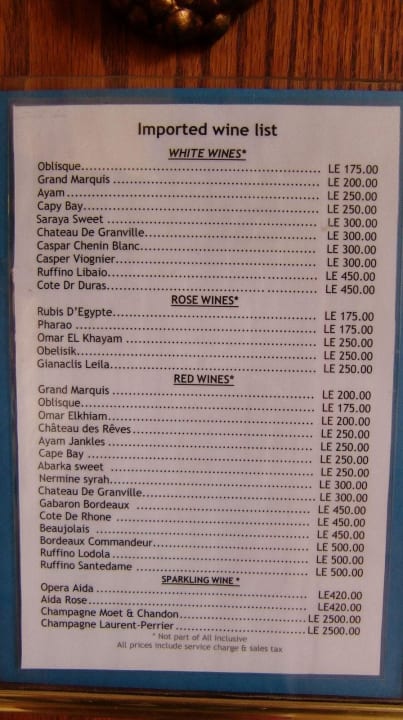 Imported wine list
WHITE WINES*
Oblisque........................................ LE 175.00
Grand Marquis ........................................ LE 200.00
Ayam ........................................ LE 250.00
Capy Bay........................................ LE 250.00
Saraya Sweet ........................................ LE 300.00
Chateau De Granville........................................ LE 300.00
Caspar Chenin Blanc........................................ LE 300.00
Casper Viognier........................................ LE 300.00
Ruffino Libaio........................................ LE 450.00
Cote Dr Duras........................................ LE 450.00
ROSE WINES*
Rubis D'Egypte........................................ LE 175.00
Pharao ........................................ LE 175.00
Omar EL Khayam ........................................ LE 250.00
Obelisik........................................ LE 250.00
Gianaclis Leila........................................ LE 250.00
RED WINES*
Grand Marquis ........................................ LE 200.00
Oblisque........................................ LE 175.00
Omar Elkhiam........................................ LE 200.00
Château des Rêves........................................ LE 250.00
Ayam Jankles ........................................ LE 250.00
Cape Bay ........................................ LE 250.00
Abarka sweet ........................................ LE 250.00
Nermine syrah........................................ LE 300.00
Chateau De Granville........................................ LE 300.00
Gabaron Bordeaux ........................................ LE 450.00
Cote De Rhone ........................................ LE 450.00
Beaujolais ........................................ LE 450.00
Bordeaux Commandeur........................................ LE 500.00
Ruffino Lodola ........................................ LE 500.00
Ruffino Santedame ........................................ LE 500.00
SPARKLING WINE *
Opera Aida ........................................ LE420.00
Aida Rose........................................ LE420.00
Champagne Moet & Chandon........................................ LE 2500.00
Champagne Laurent-Perrier........................................ LE 2500.00
* Not part of All Inclusive
All prices include service charge & sales tax